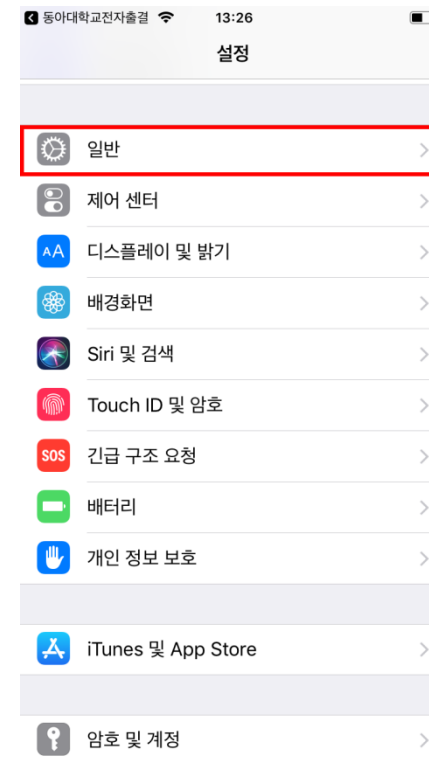 동아대학교전자출결 13:26
설정
일반
제어 센터
AA 디스플레이 및 밝기
배경화면
Siri 및 검색
Touch ID 및 암호
SOS 긴급 구조 요청
배터리
개인 정보 보호
iTunes 및 App Store
암호 및 계정